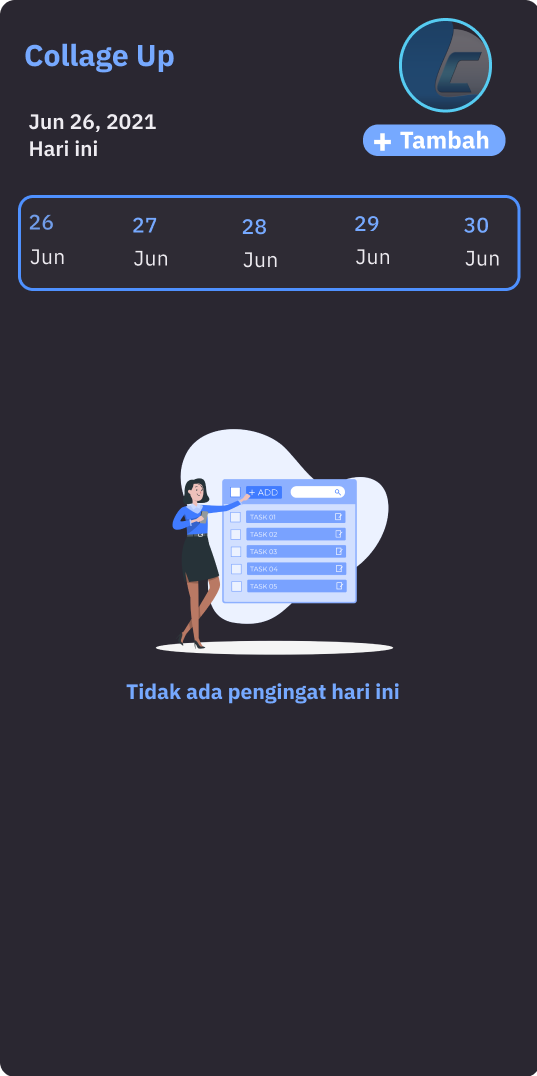 Collage Up
Jun 26, 2021
Hari ini
+ Tambah
26 27 28 29 30
Jun Jun Jun Jun Jun
+ ADD
TASK 01
TASK 02
TASK 03
TASK 04
TASK 05
Tidak ada pengingat hari ini